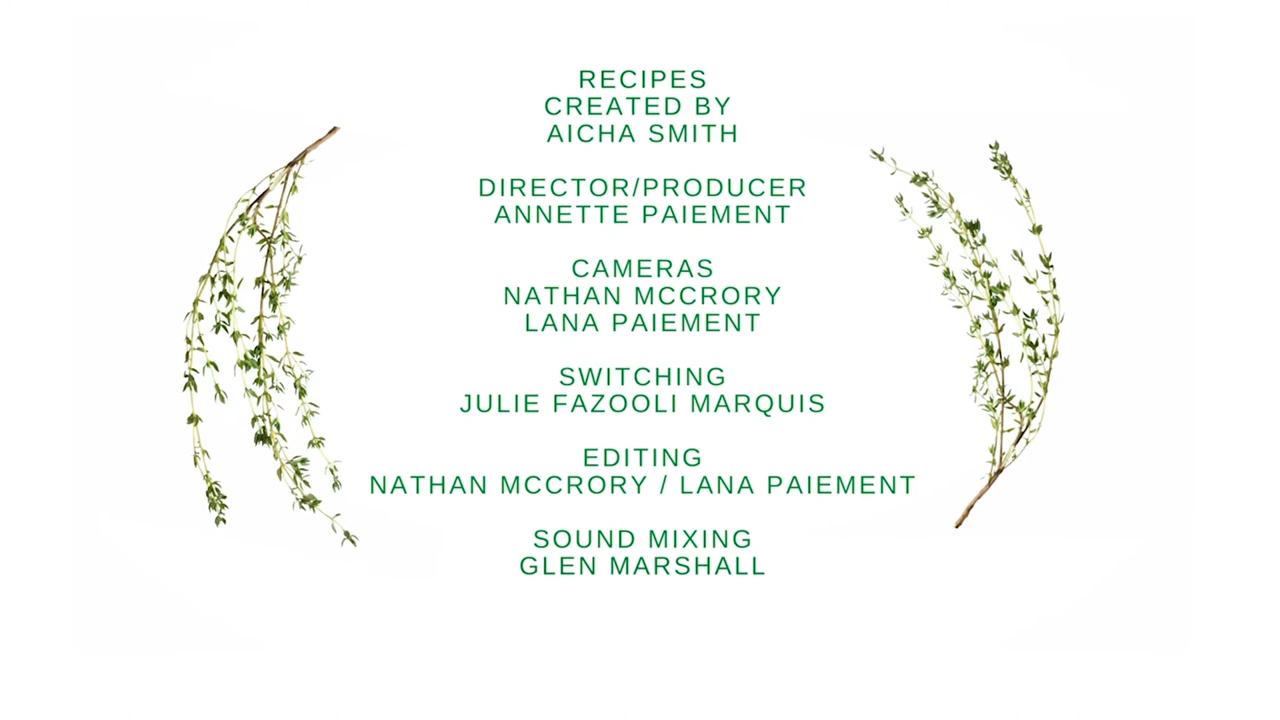 RECIPES
CREATED BY
AICHA SMITH
DIRECTOR/PRODUCER
ANNETTE PAIEMENT
CAMERAS
NATHAN MCCRORY
LANA PAIEMENT
SWITCHING
JULIE FAZOOLI MARQUIS
EDITING
NATHAN MCCRORY / LANA PAIEMENT
SOUND MIXING
GLEN MARSHALL